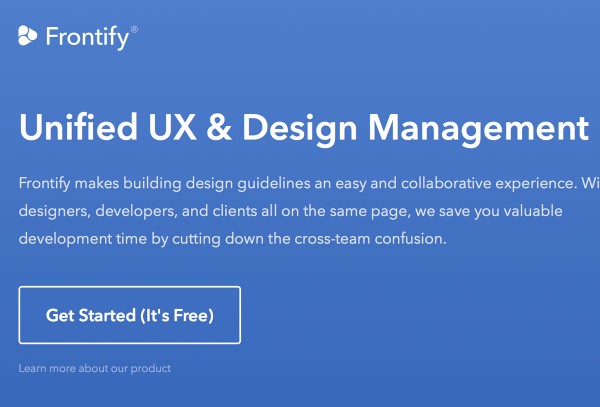 Frontify®
Unified UX & Design Management
Frontify makes building design guidelines an easy and collaborative experience. Wi
designers, developers, and clients all on the same page, we save you valuable
development time by cutting down the cross-team confusion.
Get Started (It's Free)
Learn more about our product